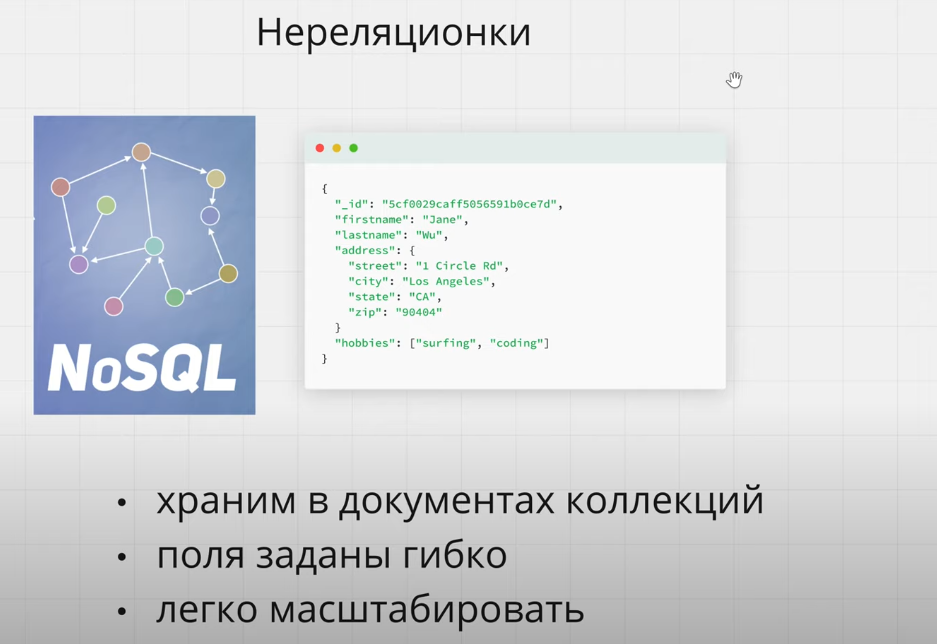 Нереляционки
NoSQL
{
"_id": "5cf0029caff5056591b0ce7d",
"firstname": "Jane",
"lastname": "Wu",
"address": {
"street": "1 Circle Rd",
"city": "Los Angeles",
"state": "CA",
"zip": "90404"
}
"hobbies": ["surfing", "coding"]
}
• храним в документах коллекций
• поля заданы гибко
• легко масштабировать